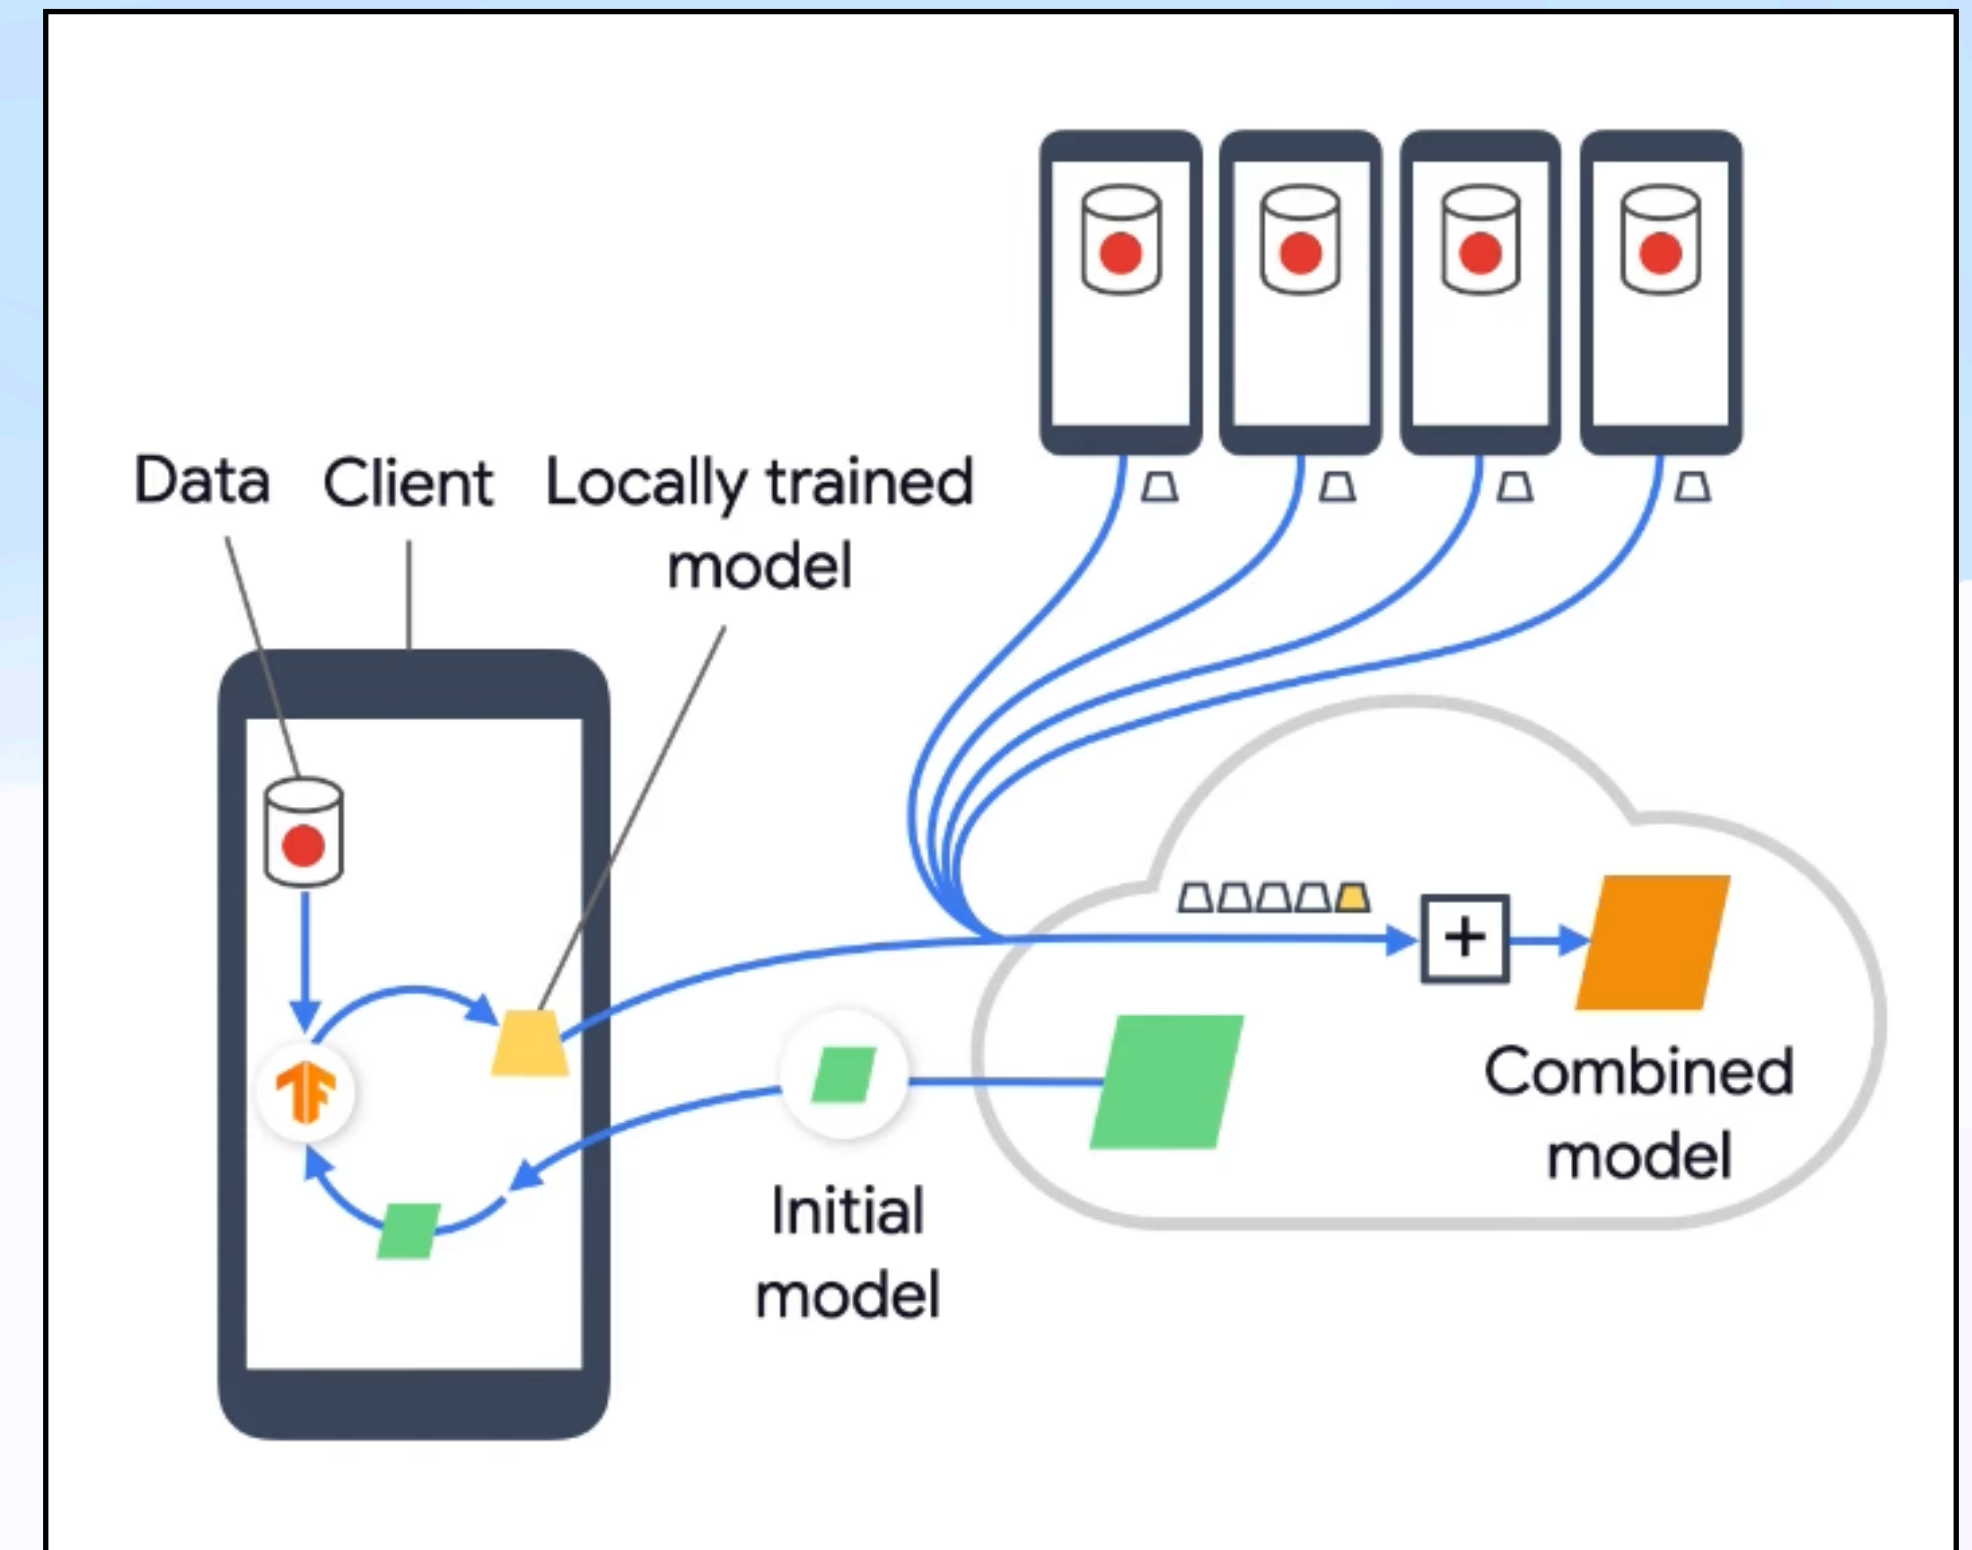 Data
Client
Locally trained
model
+
Combined
model
Initial
model